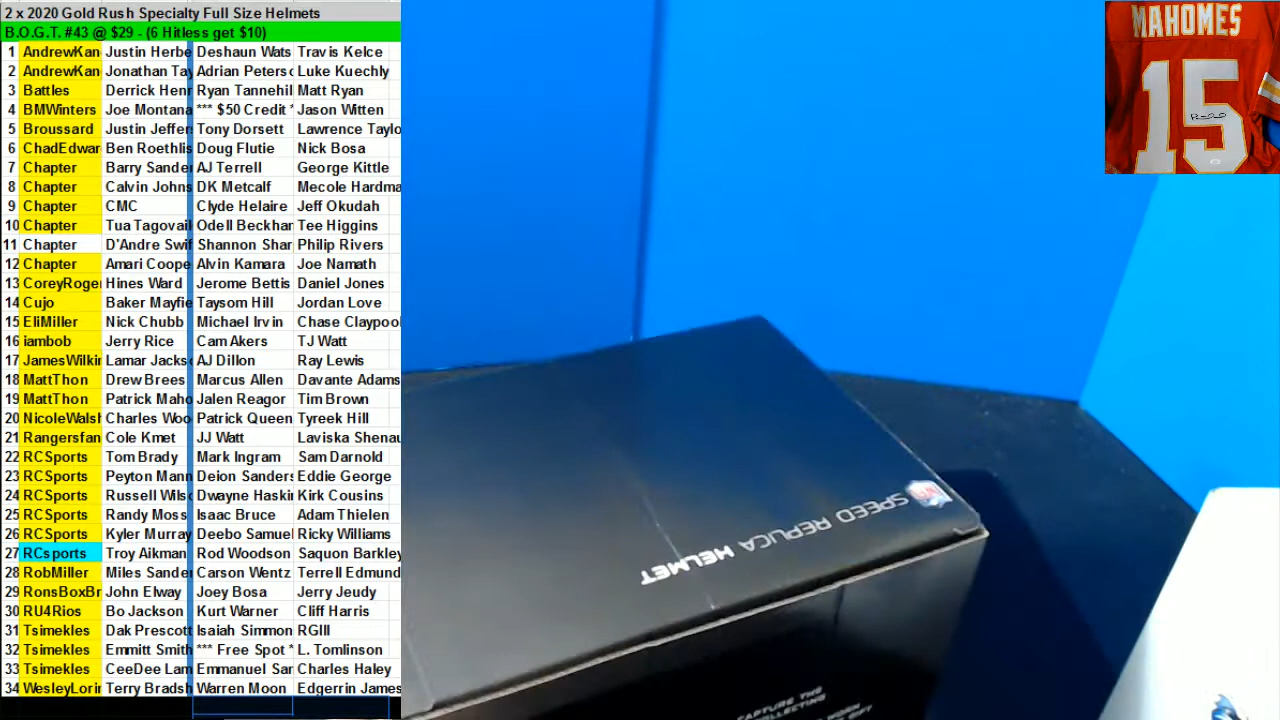 2 x 2020 Gold Rush Specialty Full Size Helmets
B.O.G.T. #43 @ $29 - (6 Hitless get $10)
1 AndrewKan Justin Herbe Deshaun Wats Travis Kelce
2 AndrewKan Jonathan Tay Adrian Peters Luke Kuechly
3 Battles Derrick Henr Ryan Tannehil Matt Ryan
4 BMWinters Joe Montana *** $50 Credit * Jason Witten
5 Broussard Justin Jeffer Tony Dorsett Lawrence Taylo
6 ChadEdwar Ben Roethlis Doug Flutie Nick Bosa
7 Chapter Barry Sande AJ Terrell George Kittle
8 Chapter Calvin Johns DK Metcalf Mecole Hardma
9 Chapter CMC Clyde Helaire Jeff Okudah
10 Chapter Tua Tagovail Odell Beckhar Tee Higgins
11 Chapter D'Andre Swif Shannon Shar Philip Rivers
12 Chapter Amari Coope Alvin Kamara Joe Namath
13 CoreyRoger Hines Ward Jerome Bettis Daniel Jones
14 Cujo Baker Mayfie Taysom Hill Jordan Love
15 EliMiller Nick Chubb Michael Irvin Chase Claypool
16 iambob Jerry Rice Cam Akers TJ Watt
17 JamesWilkin Lamar Jacks AJ Dillon Ray Lewis
18 MattThon Drew Brees Marcus Allen Davante Adams
19 MattThon Patrick Maho Jalen Reagor Tim Brown
20 NicoleWalsh Charles Woo Patrick Queen Tyreek Hill
21 Rangersfan Cole Kmet JJ Watt Laviska Shenau
22 RCSports Tom Brady Mark Ingram Sam Darnold
23 RCSports Peyton Mann Deion Sanders Eddie George
24 RCSports Russell Wils Dwayne Haski Kirk Cousins
25 RCSports Randy Moss Isaac Bruce Adam Thielen
26 RCSports Kyler Murray Deebo Samuel Ricky Williams
27 RCsports Troy Aikman Rod Woodson Saquon Barkley
28 RobMiller Miles Sande Carson Wentz Terrell Edmund
29 RonsBoxBr John Elway Joey Bosa Jerry Jeudy
30 RU4Rios Bo Jackson Kurt Warner Cliff Harris
31 Tsimekles Dak Prescott Isaiah Simmon RGIII
32 Tsimekles Emmitt Smith *** Free Spot * L. Tomlinson
33 Tsimekles CeeDee Lam Emmanuel Sar Charles Haley
34 WesleyLorin Terry Bradsh Warren Moon Edgerrin James
MAHOMES
15
SPEED REPLICA HELMET
CAPTURE THE
COLLECTING